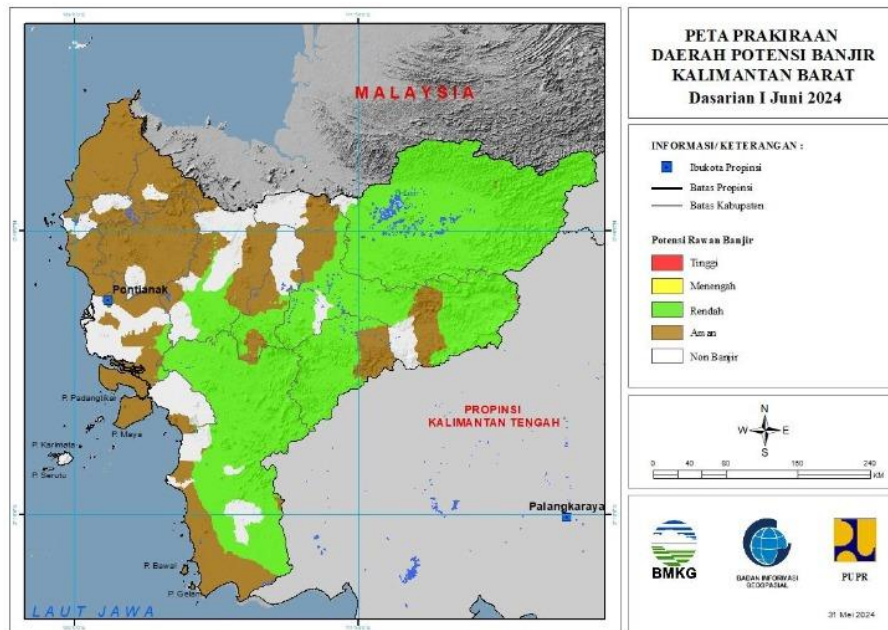 PETA PRAKIRAAN
DAERAH POTENSI BANJIR
KALIMANTAN BARAT
Dasarian I Juni 2024
INFORMASI/ KETERANGAN :
Ibukota Propinsi
Batas Propinsi
Batas Kabupaten
Potensi Rawan Banjir
Tinggi
Menengah
Rendah
Aman
Non Banjir
N
W E
S
0 40 80 160 240
KM
BMKG
BADAN INFORMASI
GEOSPASIAL
PUPR
31 Mei 2024
MALAYSIA
Pontianak
P. Padangtikar
P. Maya
P. Karimata
P. Serutu
PROPINSI
KALIMANTAN TENGAH
Palangkaraya
P. Bawal
P. Gelam
LAUT JAWA